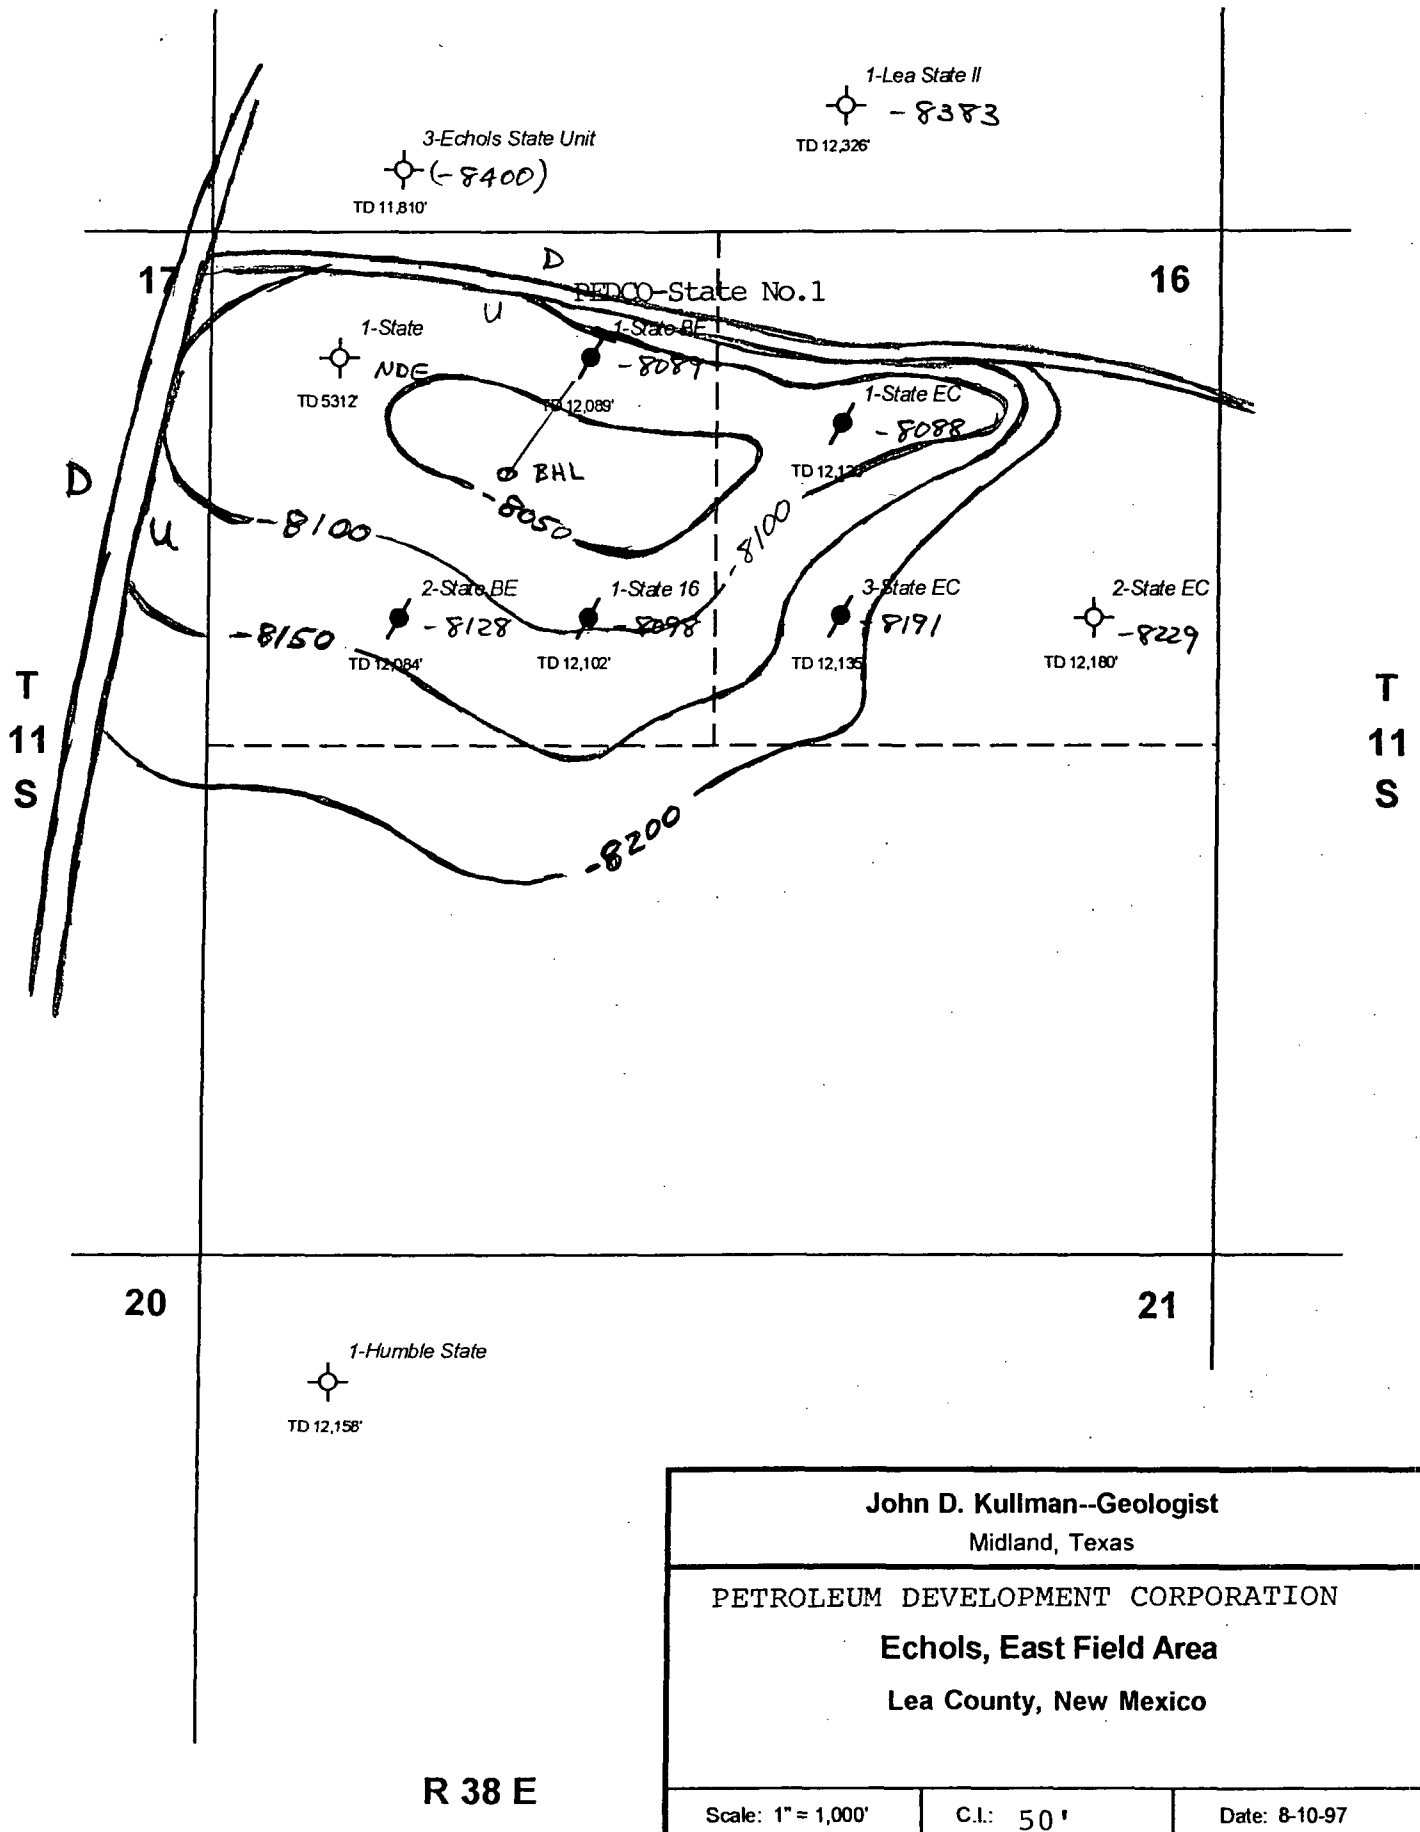 1-Lea State II
-8383
TD 12,326'
3-Echols State Unit
(-8400)
TD 11,810'
17
D
16
PEDCO-State No.1
U
1-State
NDE
TD 5312'
1-State BE
-8089
TD 12,089'
1-State EC
-8088
BHL
D
U
-8050
-8100
-8100
2-State BE
-8128
TD 12,084'
1-State 16
-8098
TD 12,102'
3-State EC
-8191
TD 12,135'
2-State EC
-8229
TD 12,180'
-8150
T
11
S
T
11
S
-8200
20
21
1-Humble State
TD 12,158'
John D. Kullman--Geologist
Midland, Texas
PETROLEUM DEVELOPMENT CORPORATION
Echols, East Field Area
Lea County, New Mexico
R 38 E
Scale: 1" = 1,000'
C.I.: 50'
Date: 8-10-97